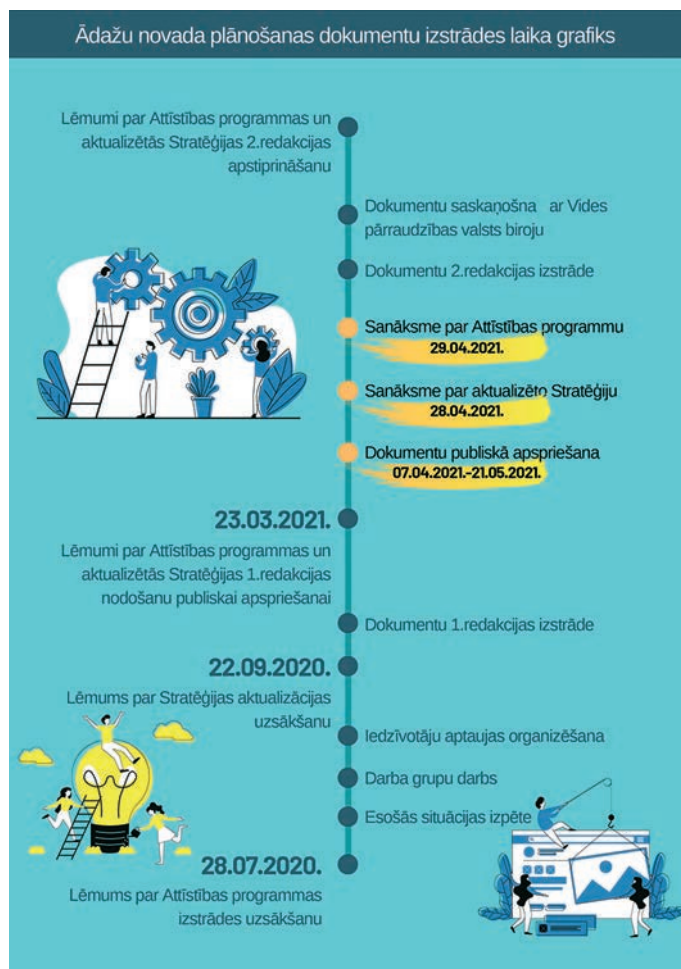 Ādažu novada plānošanas dokumentu izstrādes laika grafiks
Lēmumi par Attīstības programmas un
aktualizētās Stratēģijas 2.redakcijas
apstiprināšanu
Dokumentu saskaņošna ar Vides
pārraudzības valsts biroju
Dokumentu 2.redakcijas izstrāde
Sanāksme par Attīstības programmu
29.04.2021.
Sanāksme par aktualizēto Stratēģiju
28.04.2021.
Dokumentu publiskā apspriešana
07.04.2021.-21.05.2021.
23.03.2021.
Lēmumi par Attīstības programmas un
aktualizētās Stratēģijas 1.redakcijas
nodošanu publiskai apspriešanai
Dokumentu 1.redakcijas izstrāde
22.09.2020.
Lēmums par Stratēģijas aktualizācijas
uzsākšanu
Iedzīvotāju aptaujas organizēšana
Darba grupu darbs
Esošās situācijas izpēte
28.07.2020.
Lēmums par Attīstības programmas
izstrādes uzsākšanu